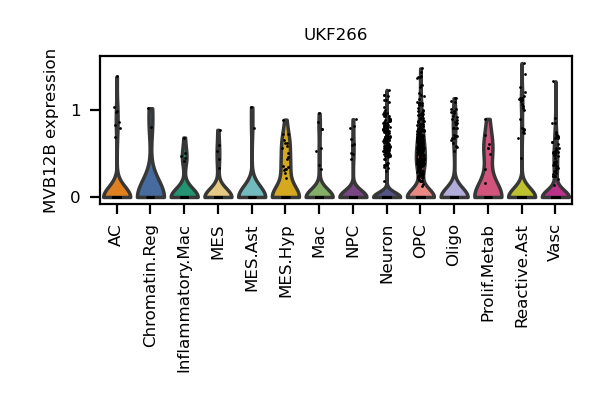 UKF266
MVB12B expression
1
0
AC
Chromatin.Reg
Inflammatory.Mac
MES
MES.Ast
MES.Hyp
Mac
NPC
Neuron
OPC
Oligo
Prolif.Metab
Reactive.Ast
Vasc